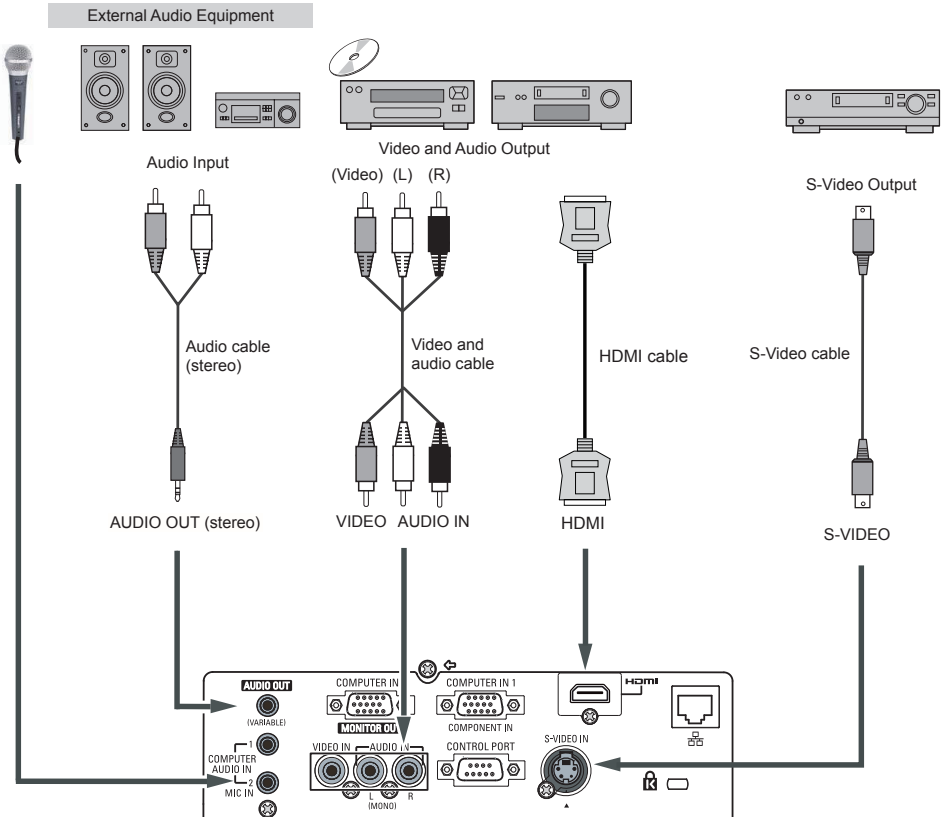 External Audio Equipment
Audio Input
Video and Audio Output
(Video) (L) (R)
S-Video Output
Audio cable
(stereo)
Video and
audio cable
HDMI cable
S-Video cable
AUDIO OUT (stereo)
VIDEO AUDIO IN
HDMI
S-VIDEO
AUDIO OUT
(VARIABLE)
COMPUTER IN
MONITOR OUT
COMPUTER IN 1
COMPONENT IN
HDMI
1
COMPUTER
AUDIO IN
2
MIC IN
VIDEO IN
AUDIO IN
L
R
(MONO)
CONTROL PORT
S-VIDEO IN
K